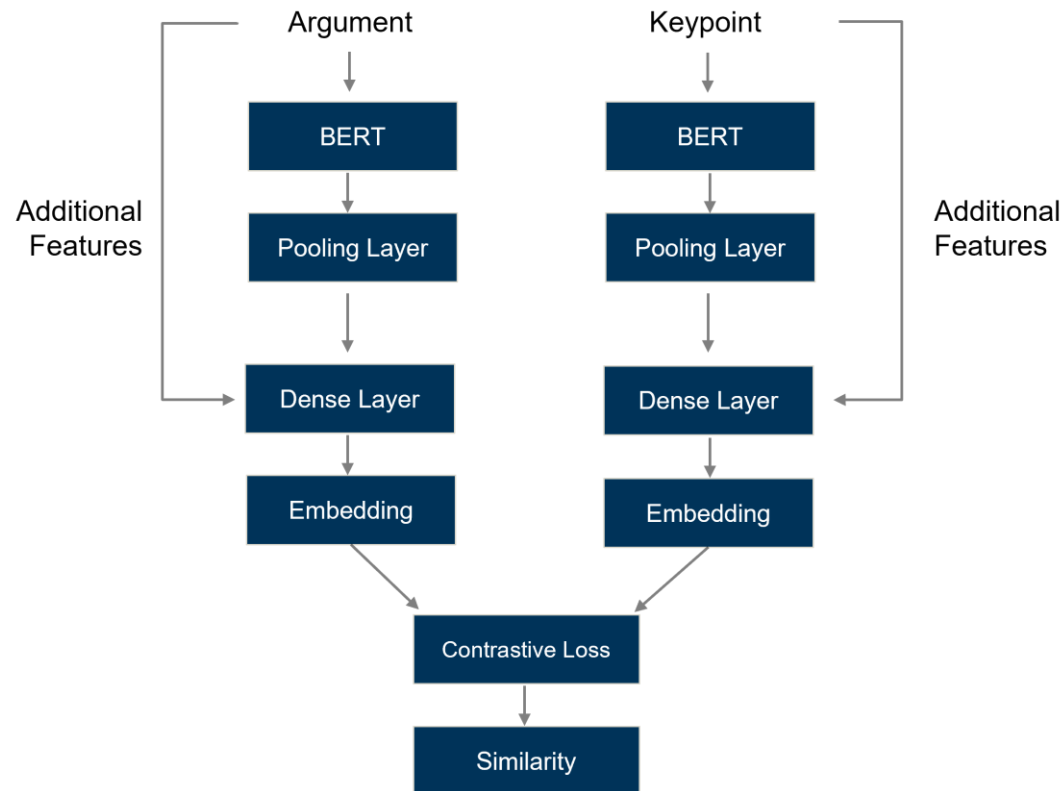 Argument
Keypoint
BERT
BERT
Additional
Features
Pooling Layer
Pooling Layer
Additional
Features
Dense Layer
Dense Layer
Embedding
Embedding
Contrastive Loss
Similarity